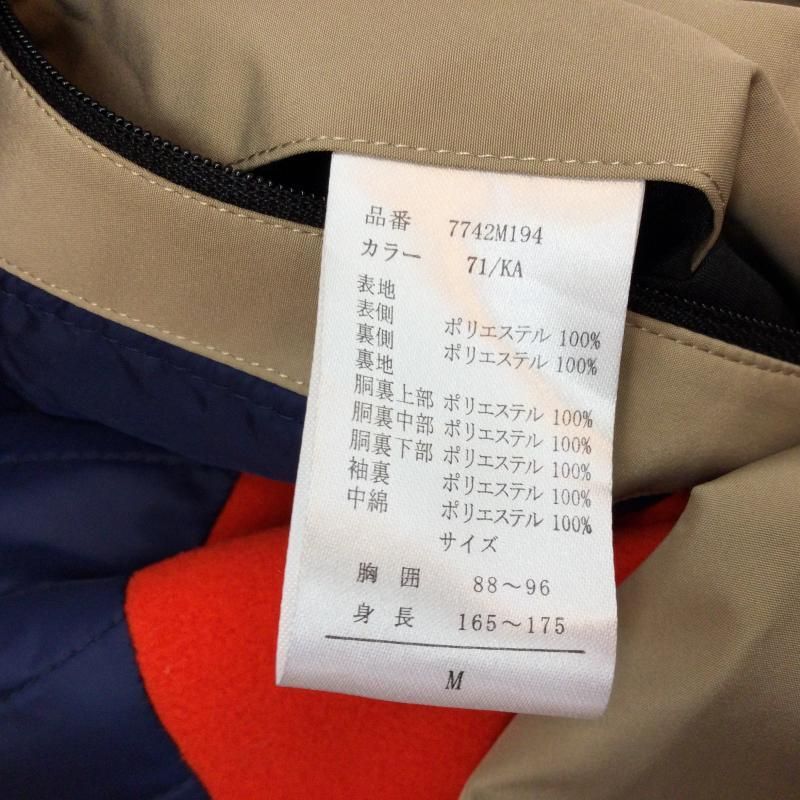 品番 7742M194
カラー 71/KA
表地
表側 ポリエステル 100%
裏側 ポリエステル 100%
裏地
胴裏上部 ポリエステル 100%
胴裏中部 ポリエステル 100%
胴裏下部 ポリエステル 100%
袖裏 ポリエステル 100%
中綿 ポリエステル 100%
サイズ
胸囲 88～96
身長 165～175
M